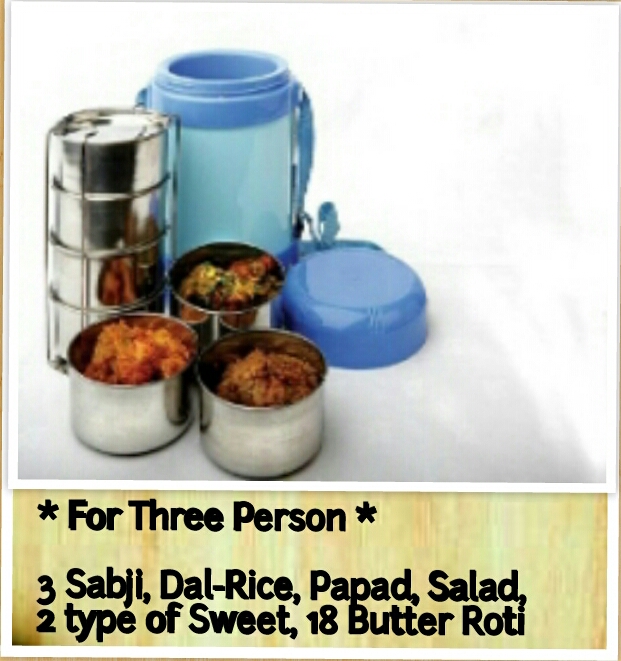 * For Three Person *
3 Sabji, Dal-Rice, Papad, Salad,
2 type of Sweet, 18 Butter Roti